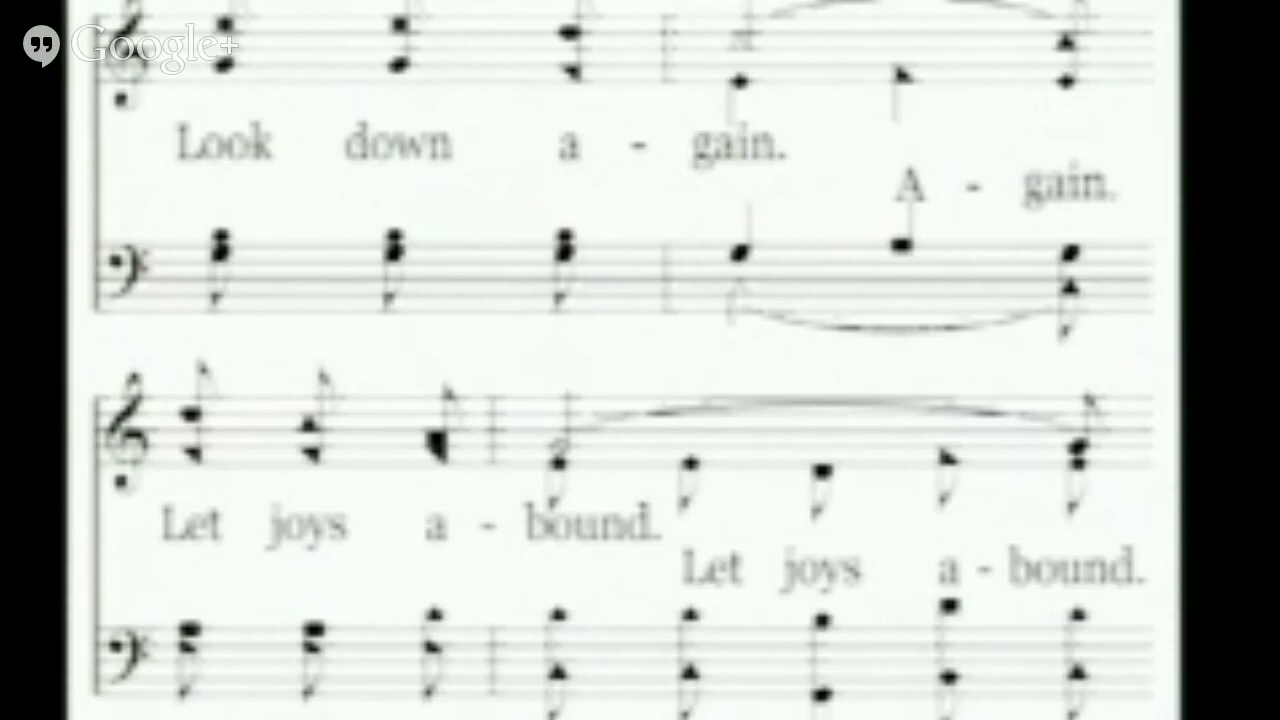 Google+
Look down a - gain.
A - gain.
Let joys a - bound.
Let joys a - bound.